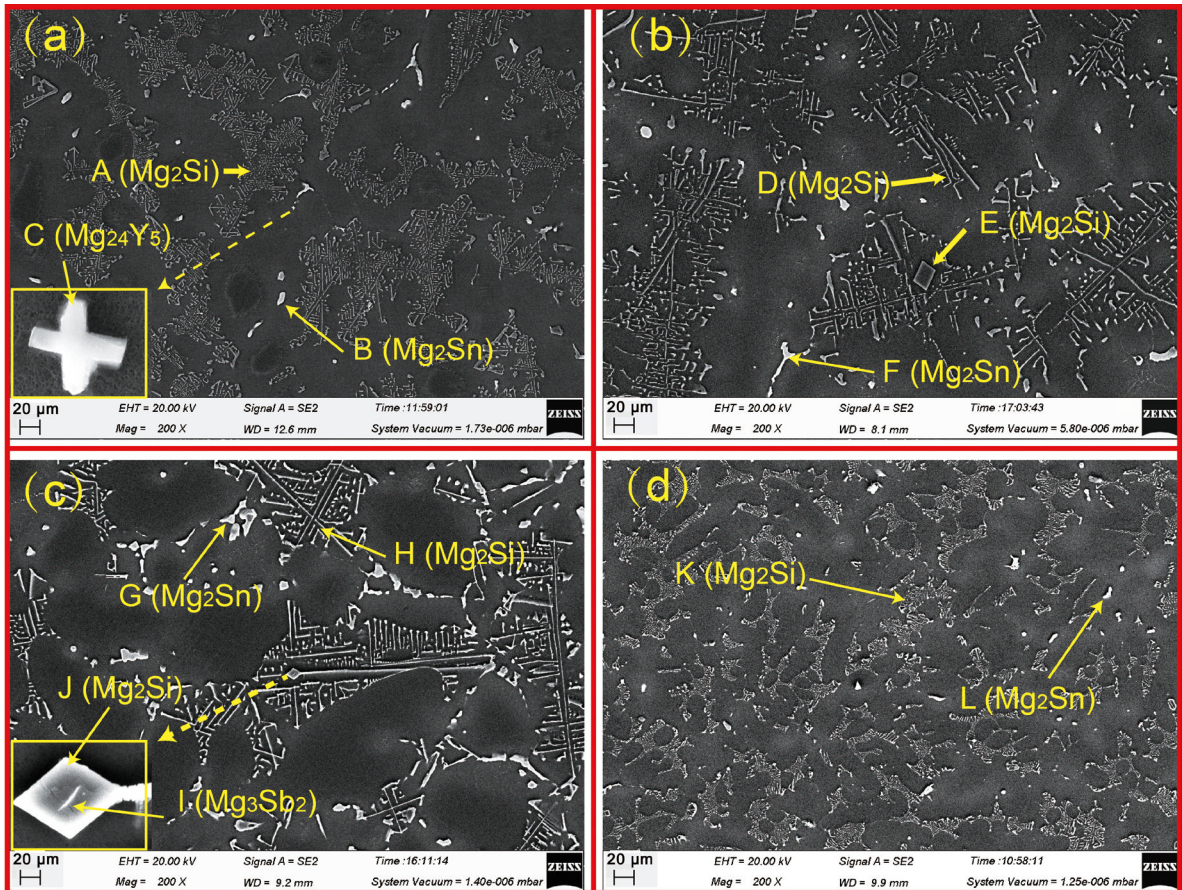 (a)
A (Mg₂Si)
C (Mg₂₄Y₅)
B (Mg₂Sn)
20 µm
EHT = 20.00 kV Signal A = SE2 Time :11:59:01
Mag = 200 X WD = 12.6 mm System Vacuum = 1.73e-006 mbar
ZEISS
(b)
D (Mg₂Si)
E (Mg₂Si)
F (Mg₂Sn)
20 µm
EHT = 20.00 kV Signal A = SE2 Time :17:03:43
Mag = 200 X WD = 8.1 mm System Vacuum = 5.80e-006 mbar
ZEISS
(c)
H (Mg₂Si)
G (Mg₂Sn)
J (Mg₂Si)
I (Mg₃Sb₂)
20 µm
EHT = 20.00 kV Signal A = SE2 Time :16:11:14
Mag = 200 X WD = 9.2 mm System Vacuum = 1.40e-006 mbar
ZEISS
(d)
K (Mg₂Si)
L (Mg₂Sn)
20 µm
EHT = 20.00 kV Signal A = SE2 Time :10:58:11
Mag = 200 X WD = 9.9 mm System Vacuum = 1.25e-006 mbar
ZEISS